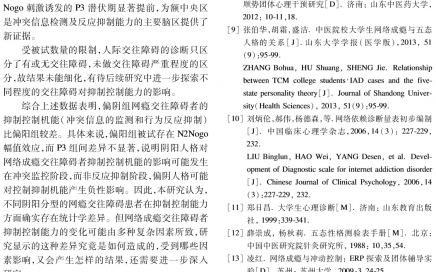 Nogo 刺激诱发的 P3 潜伏期显著提前,为额中央区
是冲突信息检测及反应抑制能力的主要脑区提供了
新证据。
受被试数量的限制,人际交往障碍的诊断只区
分了有或无交往障碍,未做交往障碍严重程度的区
分,故结果未能细化,有待后续研究中进一步探索不
同程度的交往障碍对抑制控制能力的影响。
综合上述数据表明,偏阴组网瘾交往障碍者的
抑制控制机能(冲突信息的监测和行为反应抑制)
比偏阳组较差。具体来说,偏阴组被试存在 N2Nogo
幅值效应,而 P3 组间差异不显著,说明阴阳人格对
网络成瘾交往障碍者抑制控制机能的影响可能发生
在冲突监控阶段,而非反应抑制阶段,偏阴人格可能
对控制抑制机能产生负性影响。因此,本研究认为,
不同阴阳分型的网瘾交往障碍患者在抑制控制能力
方面确实存在统计学差异。但网络成瘾交往障碍者
抑制控制能力的变化可能由多种复杂因素所致,研
究显示的这种差异究竟是如何造成的,受到哪些因
素影响,又会产生怎样的结果,还需要进一步深入
顺势团体心理干预研究[D]. 济南: 山东中医药大学,
2012; 10-11,18.
[9] 张伯华,胡霜,盛洁. 中医院校大学生网络成瘾与五态
人格的关系[J]. 山东大学学报(医学版),2013, 51
(9):95-99.
ZHANG Bohua, HU Shuang, SHENG Jie. Relationship
between TCM college students' IAD cases and the five-
state personality theory[J]. Journal of Shandong Univer-
sity(Health Sciences), 2013, 51(9):95-99.
[10] 刘炳伦,郝伟,杨德森,等. 网络依赖诊断量表初步编制
[J]. 中国临床心理学杂志,2006,14(3): 227-229,
232.
LIU Binglun, HAO Wei, YANG Desen, et al. Devel-
opment of Diagnostic scale for internet addiction disorder
[J]. Chinese Journal of Clinical Psychology, 2006,14
(3):227-229, 232.
[11] 郑日昌. 大学生心理诊断[M]. 济南: 山东教育出版
社, 1999;339-341.
[12] 薛崇成, 杨秋莉. 五态性格测验表手册[M]. 北京:
中国中医研究院针灸研究所, 1988: 10,35,54.
[13] 凌红. 网络成瘾与冲动控制: ERP 探索及团体辅导实